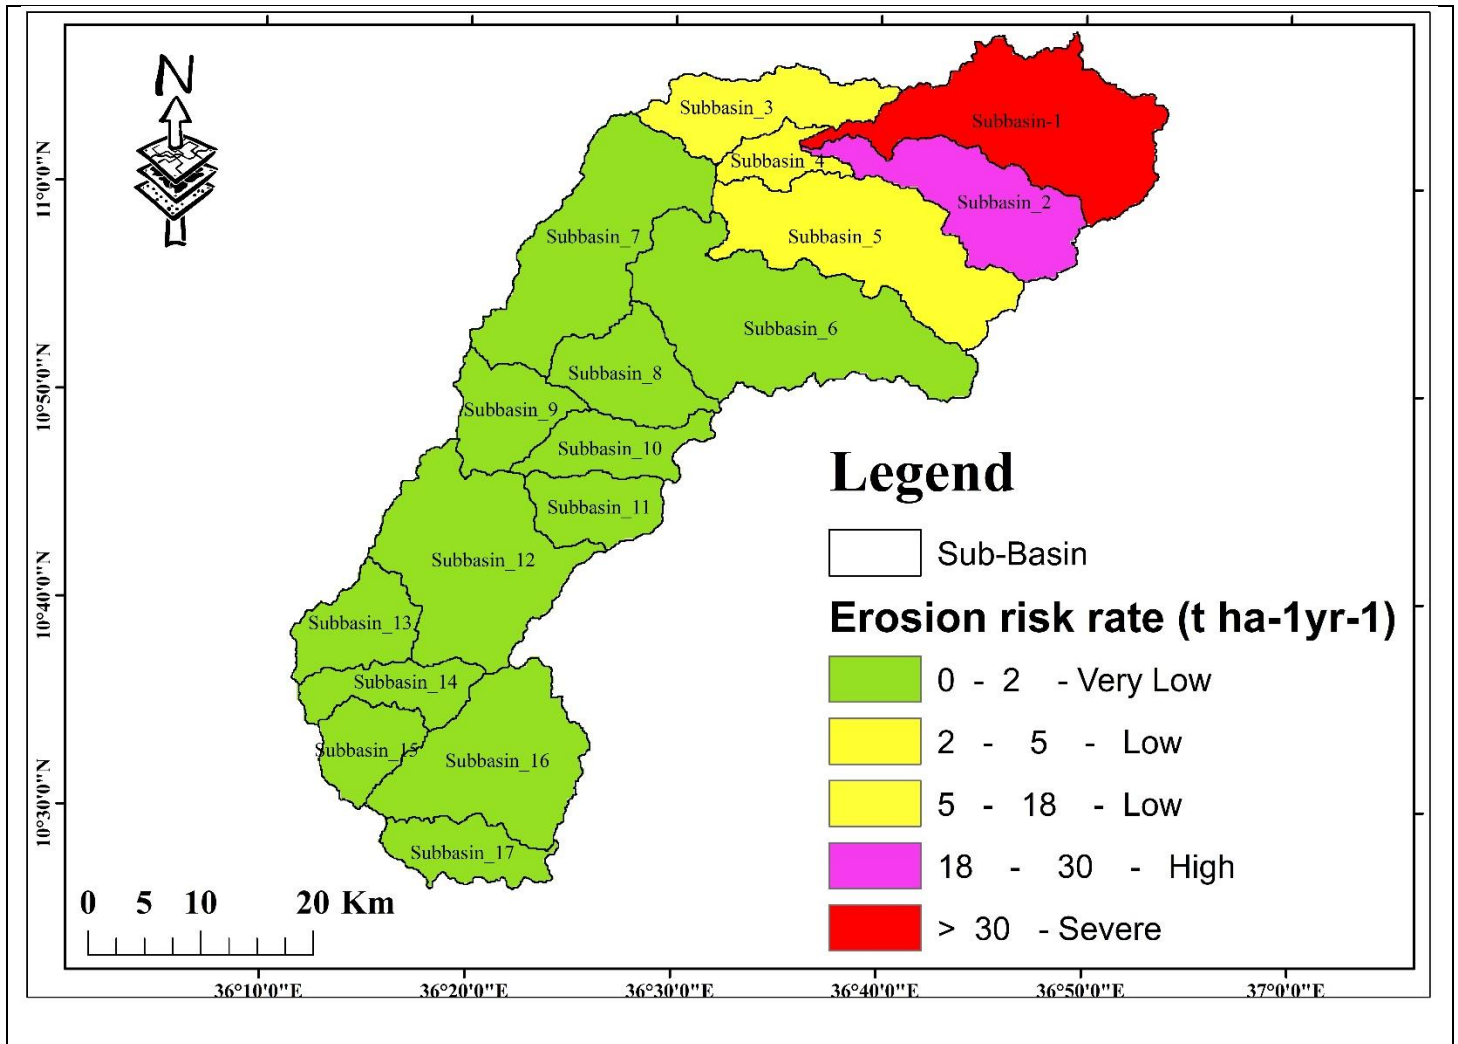 N
Subbasin_3
Subbasin-1
Subbasin_4
Subbasin_2
Subbasin_7
Subbasin_5
Subbasin_6
Subbasin_8
Subbasin_9
Subbasin_10
Subbasin_11
Subbasin_12
Subbasin_13
Subbasin_14
Subbasin_15
Subbasin_16
Subbasin_17
11°0'0"N
10°50'0"N
10°40'0"N
10°30'0"N
Legend
Sub-Basin
Erosion risk rate (t ha-1yr-1)
0 - 2 - Very Low
2 - 5 - Low
5 - 18 - Low
18 - 30 - High
> 30 - Severe
0 5 10 20 Km
36°10'0"E 36°20'0"E 36°30'0"E 36°40'0"E 36°50'0"E 37°0'0"E